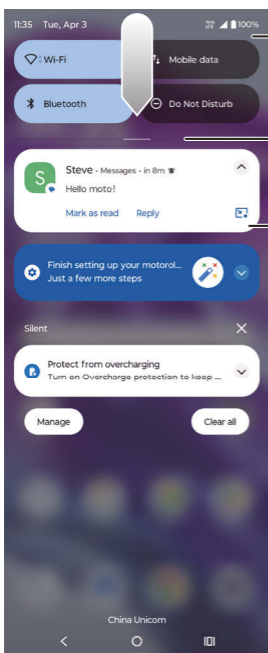 11:35 Tue, Apr 3
100%
Wi-Fi
Mobile data
Bluetooth
Do Not Disturb
S
Steve · Messages · in 8m
Hello moto!
Mark as read Reply
Finish setting up your motorol...
Just a few more steps
Silent
Protect from overcharging
Turn on Overcharge protection to keep ...
Manage
Clear all
China Unicom